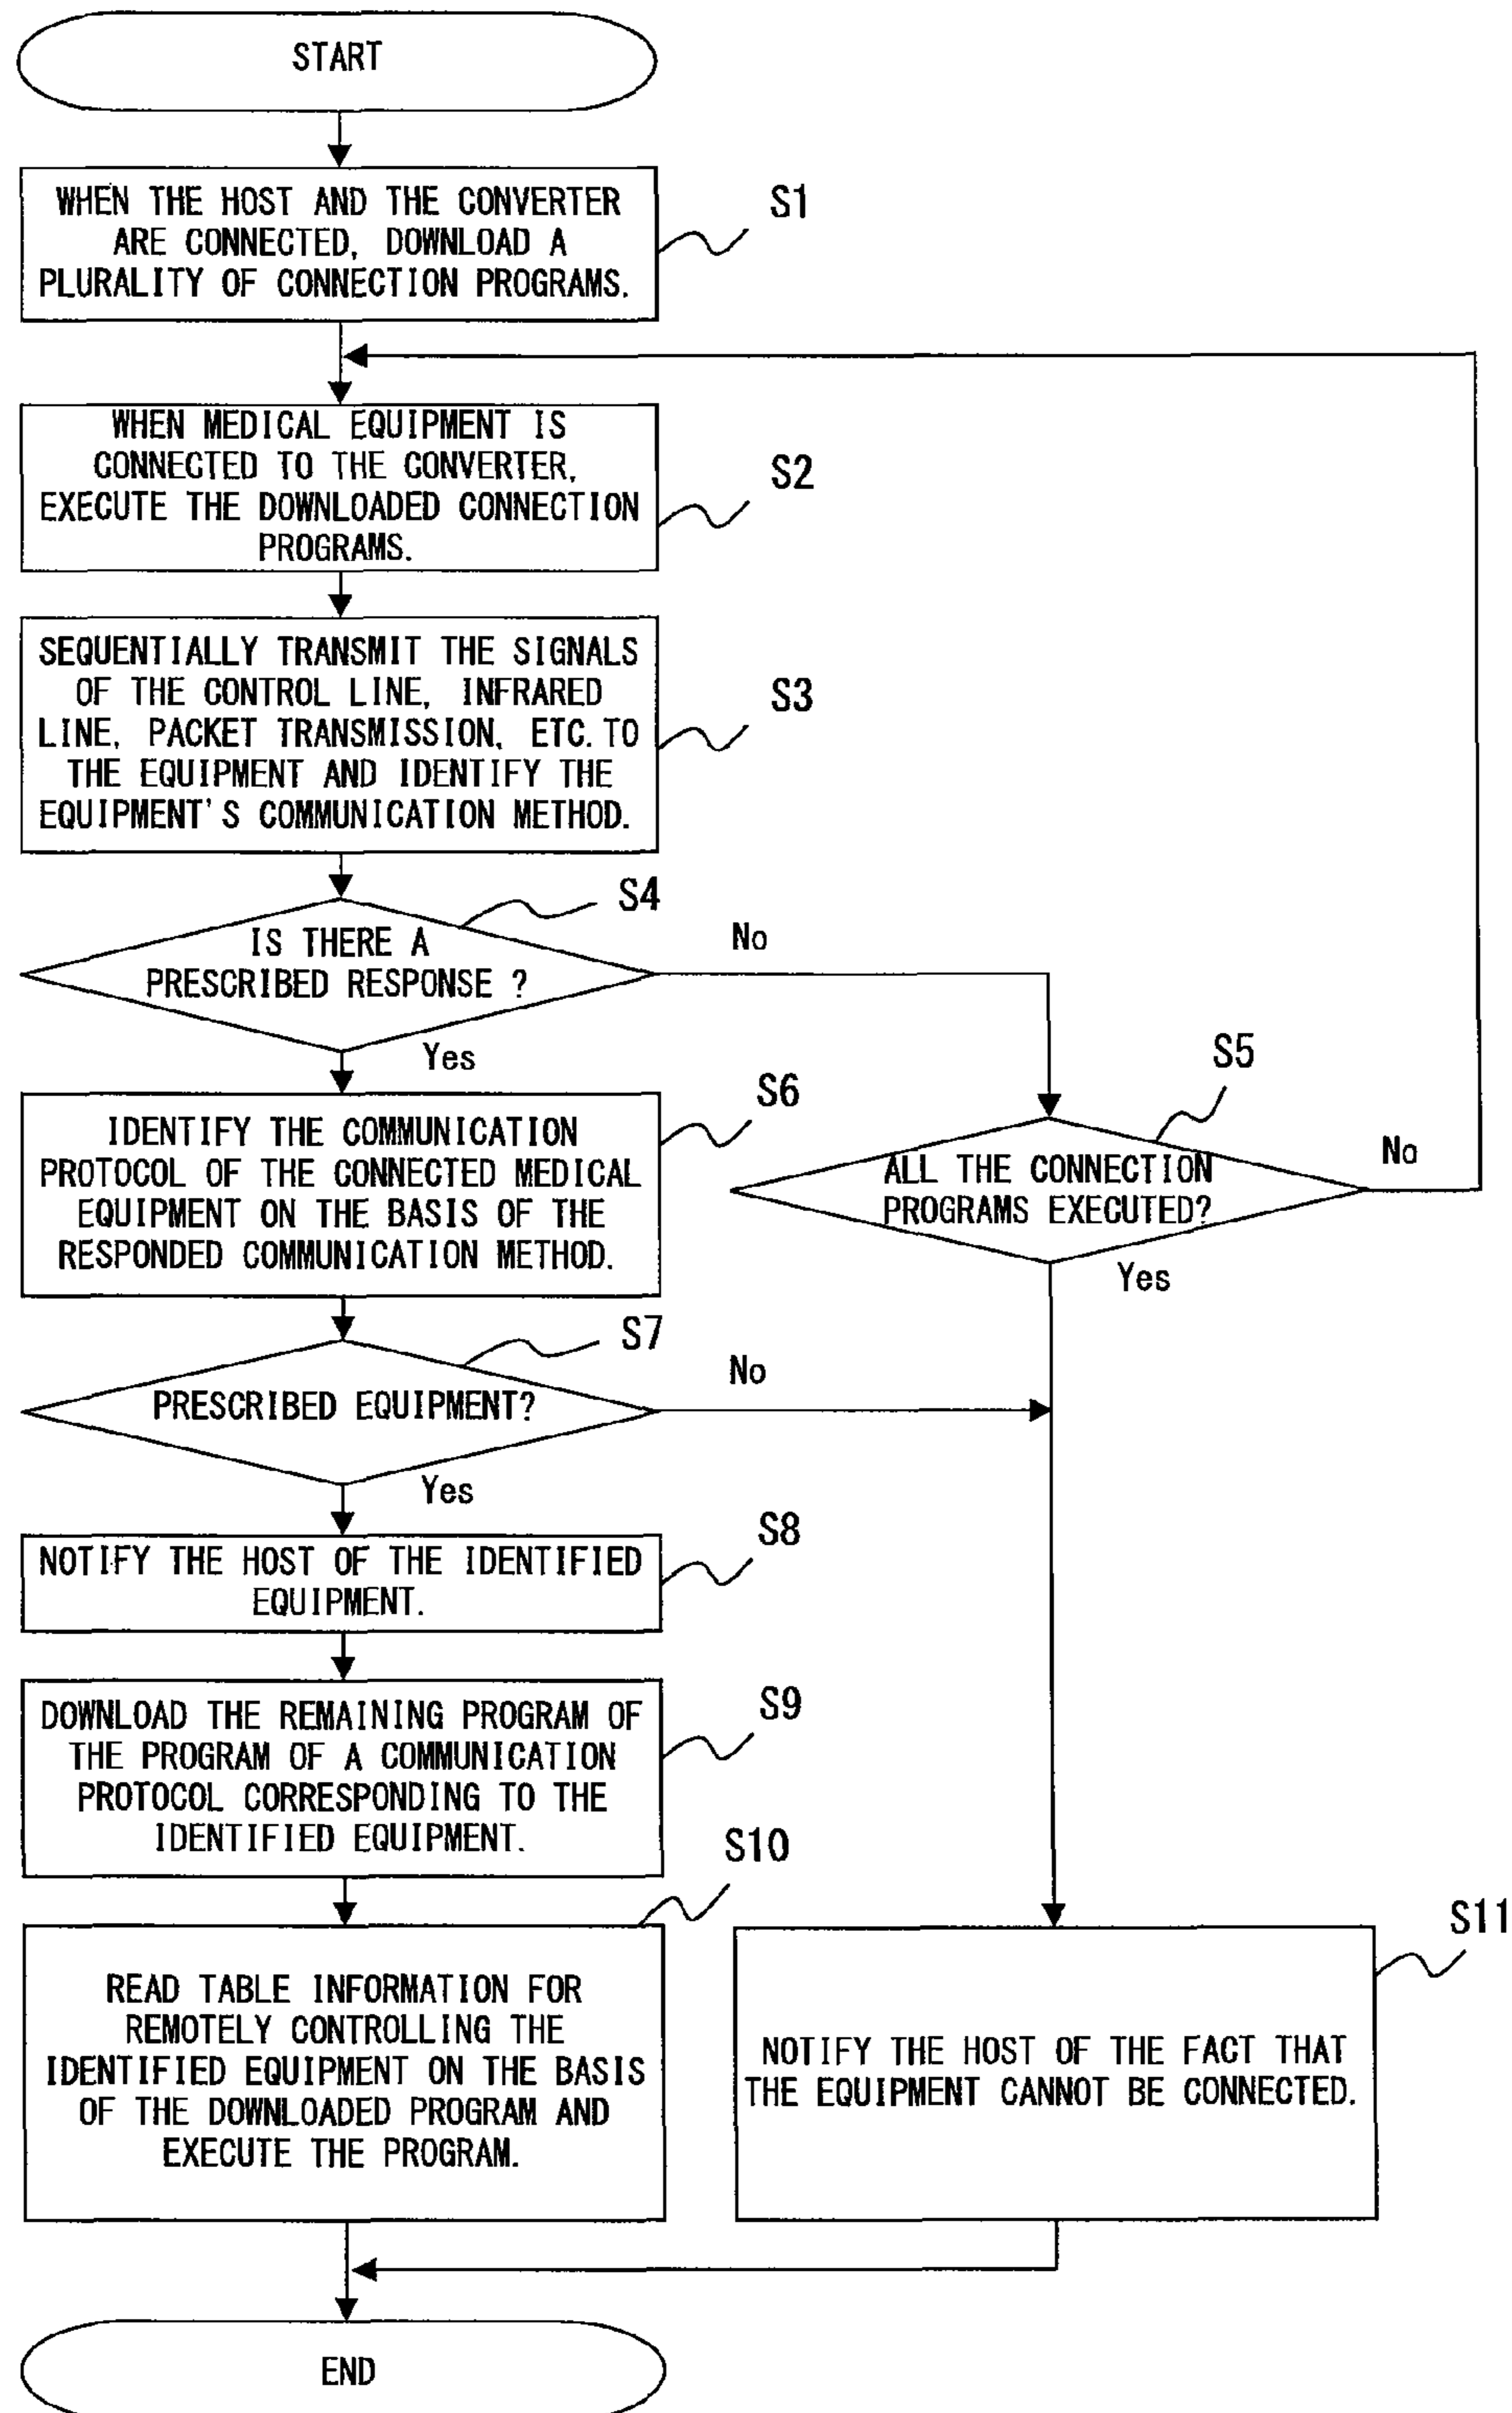 START
WHEN THE HOST AND THE CONVERTER
ARE CONNECTED, DOWNLOAD A
PLURALITY OF CONNECTION PROGRAMS.
S1
WHEN MEDICAL EQUIPMENT IS
CONNECTED TO THE CONVERTER,
EXECUTE THE DOWNLOADED CONNECTION
PROGRAMS.
S2
SEQUENTIALLY TRANSMIT THE SIGNALS
OF THE CONTROL LINE, INFRARED
LINE, PACKET TRANSMISSION, ETC. TO
THE EQUIPMENT AND IDENTIFY THE
EQUIPMENT'S COMMUNICATION METHOD.
S3
S4
IS THERE A
PRESCRIBED RESPONSE ?
No
Yes
S5
ALL THE CONNECTION
PROGRAMS EXECUTED?
No
Yes
S6
IDENTIFY THE COMMUNICATION
PROTOCOL OF THE CONNECTED MEDICAL
EQUIPMENT ON THE BASIS OF THE
RESPONDED COMMUNICATION METHOD.
S7
PRESCRIBED EQUIPMENT?
No
Yes
S8
NOTIFY THE HOST OF THE IDENTIFIED
EQUIPMENT.
S9
DOWNLOAD THE REMAINING PROGRAM OF
THE PROGRAM OF A COMMUNICATION
PROTOCOL CORRESPONDING TO THE
IDENTIFIED EQUIPMENT.
S10
READ TABLE INFORMATION FOR
REMOTELY CONTROLLING THE
IDENTIFIED EQUIPMENT ON THE BASIS
OF THE DOWNLOADED PROGRAM AND
EXECUTE THE PROGRAM.
S11
NOTIFY THE HOST OF THE FACT THAT
THE EQUIPMENT CANNOT BE CONNECTED.
END